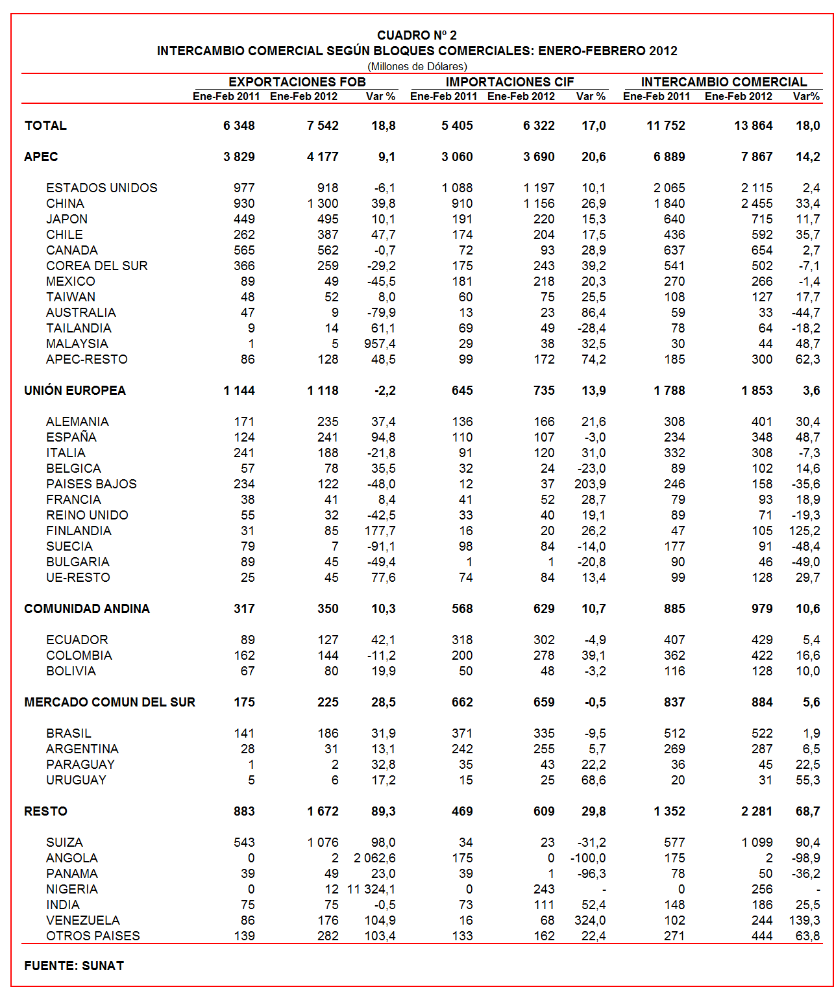 CUADRO Nº 2
INTERCAMBIO COMERCIAL SEGÚN BLOQUES COMERCIALES: ENERO-FEBRERO 2012
(Millones de Dólares)
EXPORTACIONES FOB IMPORTACIONES CIF INTERCAMBIO COMERCIAL
Ene-Feb 2011 Ene-Feb 2012 Var % Ene-Feb 2011 Ene-Feb 2012 Var % Ene-Feb 2011 Ene-Feb 2012 Var%
TOTAL 6 348 7 542 18,8 5 405 6 322 17,0 11 752 13 864 18,0
APEC 3 829 4 177 9,1 3 060 3 690 20,6 6 889 7 867 14,2
ESTADOS UNIDOS 977 918 -6,1 1 088 1 197 10,1 2 065 2 115 2,4
CHINA 930 1 300 39,8 910 1 156 26,9 1 840 2 455 33,4
JAPON 449 495 10,1 191 220 15,3 640 715 11,7
CHILE 262 387 47,7 174 204 17,5 436 592 35,7
CANADA 565 562 -0,7 72 93 28,9 637 654 2,7
COREA DEL SUR 366 259 -29,2 175 243 39,2 541 502 -7,1
MEXICO 89 49 -45,5 181 218 20,3 270 266 -1,4
TAIWAN 48 52 8,0 60 75 25,5 108 127 17,7
AUSTRALIA 47 9 -79,9 13 23 86,4 59 33 -44,7
TAILANDIA 9 14 61,1 69 49 -28,4 78 64 -18,2
MALAYSIA 1 5 957,4 29 38 32,5 30 44 48,7
APEC-RESTO 86 128 48,5 99 172 74,2 185 300 62,3
UNIÓN EUROPEA 1 144 1 118 -2,2 645 735 13,9 1 788 1 853 3,6
ALEMANIA 171 235 37,4 136 166 21,6 308 401 30,4
ESPAÑA 124 241 94,8 110 107 -3,0 234 348 48,7
ITALIA 241 188 -21,8 91 120 31,0 332 308 -7,3
BELGICA 57 78 35,5 32 24 -23,0 89 102 14,6
PAISES BAJOS 234 122 -48,0 12 37 203,9 246 158 -35,6
FRANCIA 38 41 8,4 41 52 28,7 79 93 18,9
REINO UNIDO 55 32 -42,5 33 40 19,1 89 71 -19,3
FINLANDIA 31 85 177,7 16 20 26,2 47 105 125,2
SUECIA 79 7 -91,1 98 84 -14,0 177 91 -48,4
BULGARIA 89 45 -49,4 1 1 -20,8 90 46 -49,0
UE-RESTO 25 45 77,6 74 84 13,4 99 128 29,7
COMUNIDAD ANDINA 317 350 10,3 568 629 10,7 885 979 10,6
ECUADOR 89 127 42,1 318 302 -4,9 407 429 5,4
COLOMBIA 162 144 -11,2 200 278 39,1 362 422 16,6
BOLIVIA 67 80 19,9 50 48 -3,2 116 128 10,0
MERCADO COMUN DEL SUR 175 225 28,5 662 659 -0,5 837 884 5,6
BRASIL 141 186 31,9 371 335 -9,5 512 522 1,9
ARGENTINA 28 31 13,1 242 255 5,7 269 287 6,5
PARAGUAY 1 2 32,8 35 43 22,2 36 45 22,5
URUGUAY 5 6 17,2 15 25 68,6 20 31 55,3
RESTO 883 1 672 89,3 469 609 29,8 1 352 2 281 68,7
SUIZA 543 1 076 98,0 34 23 -31,2 577 1 099 90,4
ANGOLA 0 2 2 062,6 175 0 -100,0 175 2 -98,9
PANAMA 39 49 23,0 39 1 -96,3 78 50 -36,2
NIGERIA 0 12 11 324,1 0 243 - 0 256 -
INDIA 75 75 -0,5 73 111 52,4 148 186 25,5
VENEZUELA 86 176 104,9 16 68 324,0 102 244 139,3
OTROS PAISES 139 282 103,4 133 162 22,4 271 444 63,8
FUENTE: SUNAT